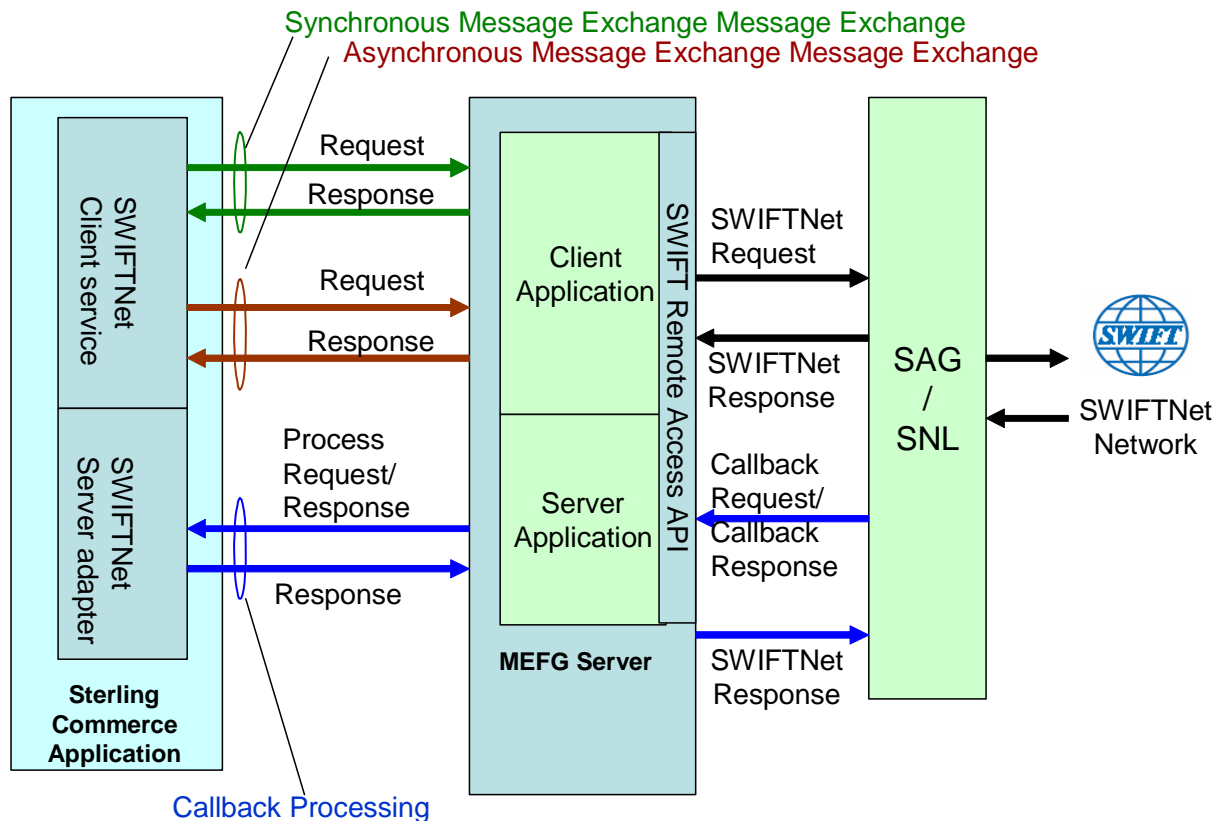 Synchronous Message Exchange Message Exchange
Asynchronous Message Exchange Message Exchange
SWIFTNet
Client service
SWIFTNet
Server adapter
Sterling
Commerce
Application
Request
Response
Request
Response
Process
Request/
Response
Response
Callback Processing
Client
Application
Server
Application
SWIFT Remote Access API
MEFG Server
SWIFTNet
Request
SWIFTNet
Response
Callback
Request/
Callback
Response
SWIFTNet
Response
SAG
/
SNL
SWIFT
SWIFTNet
Network